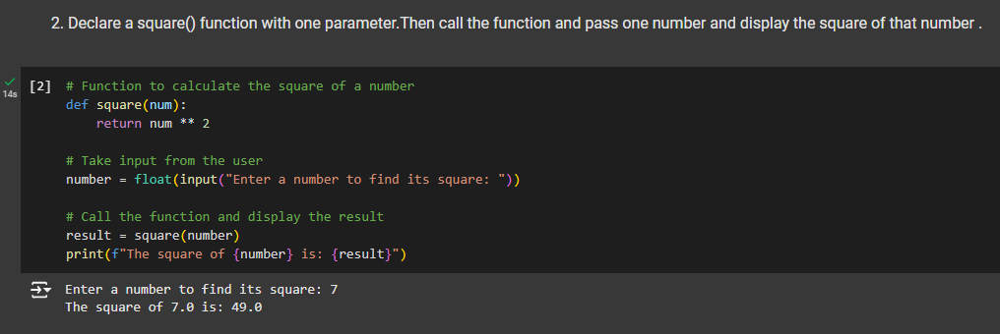 2. Declare a square() function with one parameter.Then call the function and pass one number and display the square of that number .
[2] # Function to calculate the square of a number
14s
def square(num):
    return num ** 2
# Take input from the user
number = float(input("Enter a number to find its square: "))
# Call the function and display the result
result = square(number)
print(f"The square of {number} is: {result}")
Enter a number to find its square: 7
The square of 7.0 is: 49.0